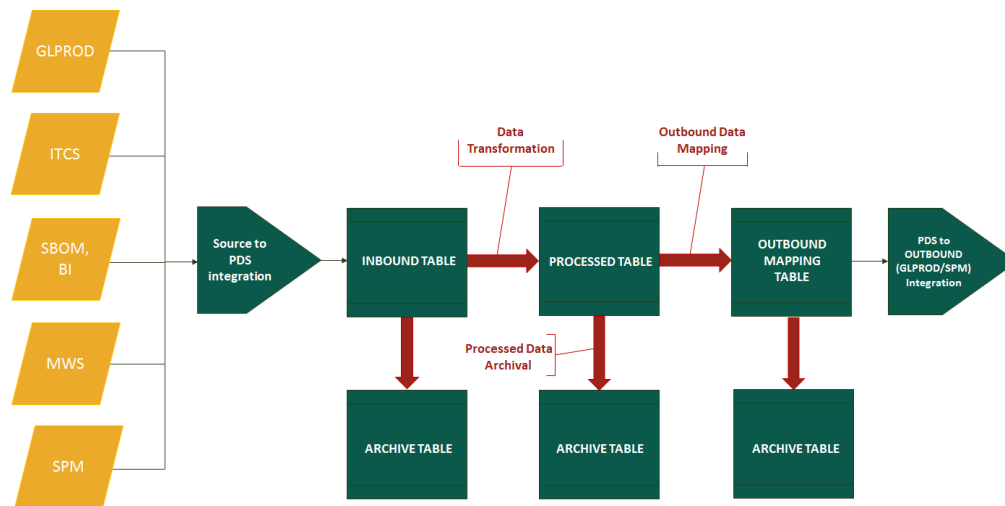 GLPROD
ITCS
SBOM,
BI
MWS
SPM
Source to
PDS
integration
INBOUND TABLE
Data
Transformation
PROCESSED TABLE
Outbound Data
Mapping
OUTBOUND
MAPPING
TABLE
PDS to
OUTBOUND
(GLPROD/SPM)
Integration
Processed Data
Archival
ARCHIVE TABLE
ARCHIVE TABLE
ARCHIVE TABLE